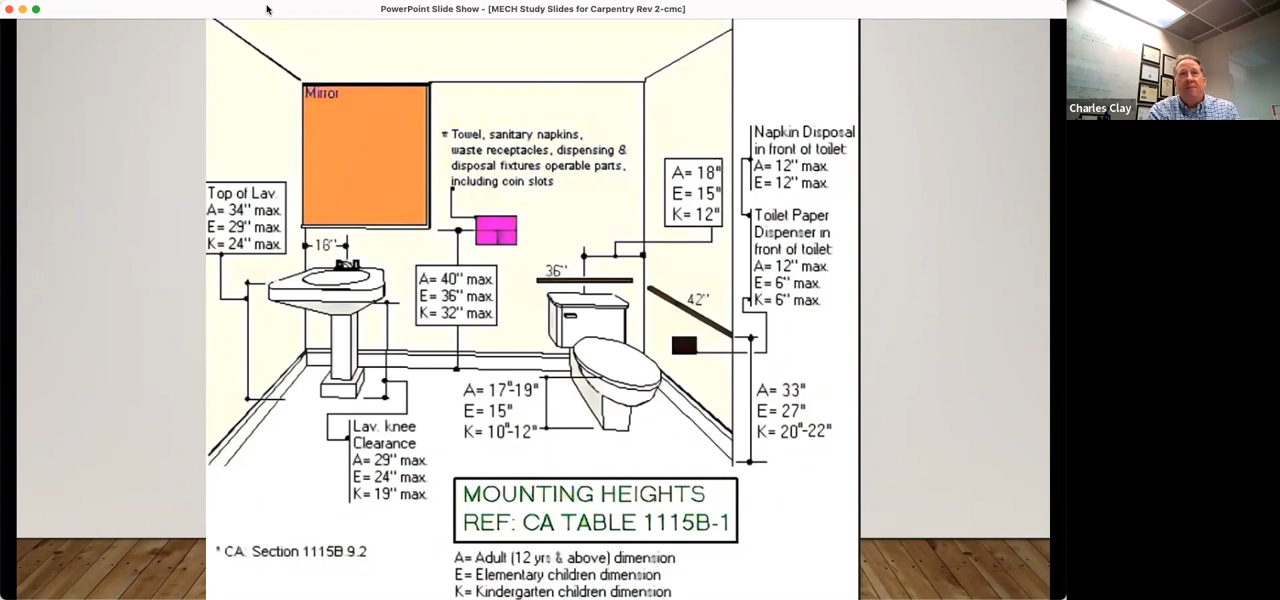 PowerPoint Slide Show - [MECH Study Slides for Carpentry Rev 2-cmc]
Charles Clay
Mirror
* Towel, sanitary napkins,
waste receptacles, dispensing &
disposal fixtures operable parts,
including coin slots
Top of Lav.
A= 34" max.
E= 29" max.
K= 24" max.
18"
A= 40" max.
E= 36" max.
K= 32" max.
A= 18"
E= 15"
K= 12"
36"
42"
Napkin Disposal
in front of toilet:
A= 12" max.
E= 12" max.
Toilet Paper
Dispenser in
front of toilet:
A= 12" max.
E= 6" max.
K= 6" max.
A= 17"-19"
E= 15"
K= 10"-12"
A= 33"
E= 27"
K= 20"-22"
Lav. knee
Clearance
A= 29" max.
E= 24" max.
K= 19" max.
MOUNTING HEIGHTS
REF: CA TABLE 1115B-1
* CA. Section 1115B.9.2
A= Adult (12 yrs & above) dimension
E= Elementary children dimension
K= Kindergarten children dimension